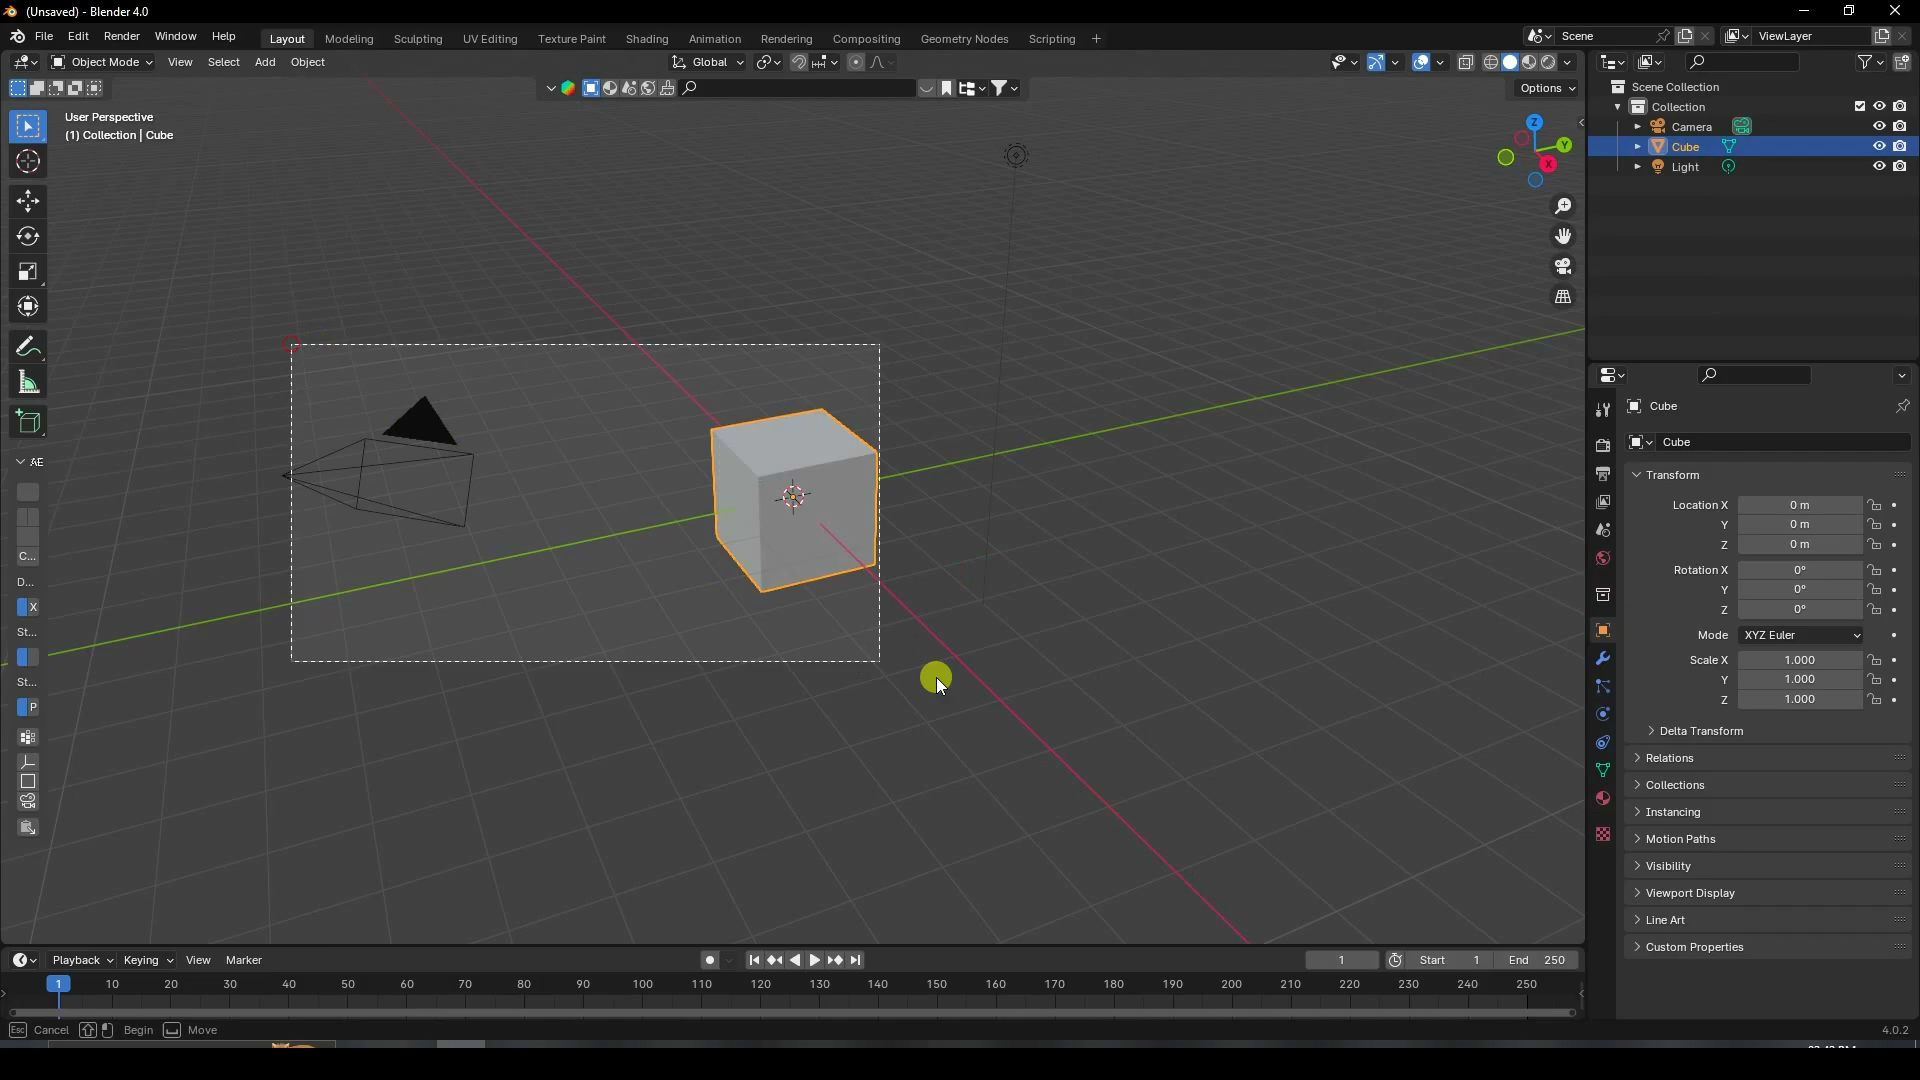 (Unsaved) - Blender 4.0
File Edit Render Window Help Layout Modeling Sculpting UV Editing Texture Paint Shading Animation Rendering Compositing Geometry Nodes Scripting +
Scene ViewLayer
Object Mode View Select Add Object Global
Options
Scene Collection
Collection
Camera
Cube
Light
User Perspective
(1) Collection | Cube
Z
Y
X
AE
C...
D...
X
St...
St...
P
Cube
Cube
Transform
Location X 0 m
Y 0 m
Z 0 m
Rotation X 0°
Y 0°
Z 0°
Mode XYZ Euler
Scale X 1.000
Y 1.000
Z 1.000
Delta Transform
Relations
Collections
Instancing
Motion Paths
Visibility
Viewport Display
Line Art
Custom Properties
Playback Keying View Marker 1 Start 1 End 250
1 10 20 30 40 50 60 70 80 90 100 110 120 130 140 150 160 170 180 190 200 210 220 230 240 250
Esc Cancel Begin Move 4.0.2